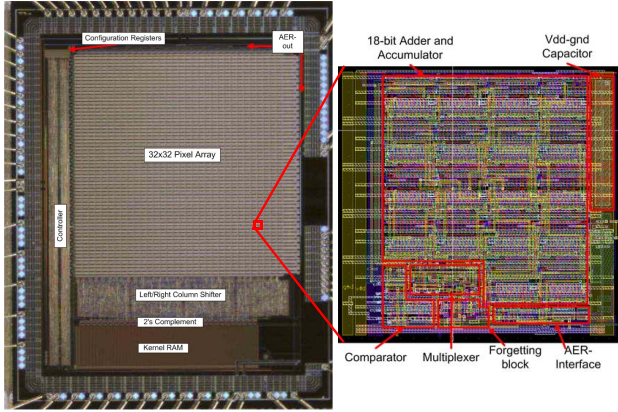 Configuration Registers
AER-
out
32x32 Pixel Array
Controller
Left/Right Column Shifter
2's Complement
Kernel RAM
18-bit Adder and
Accumulator
Vdd-gnd
Capacitor
Comparator
Multiplexer
Forgetting
block
AER-
Interface